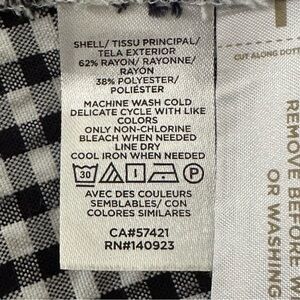 SHELL/ TISSU PRINCIPAL/
TELA EXTERIOR
62% RAYON/ RAYONNE/
RAYÓN
38% POLYESTER/
POLIÉSTER
MACHINE WASH COLD
DELICATE CYCLE WITH LIKE
COLORS
ONLY NON-CHLORINE
BLEACH WHEN NEEDED
LINE DRY
COOL IRON WHEN NEEDED
30 P
AVEC DES COULEURS
SEMBLABLES/ CON
COLORES SIMILARES
CA#57421
RN#140923
CUT ALONG DOT
REMOVE BEFORE W
OR WASHING